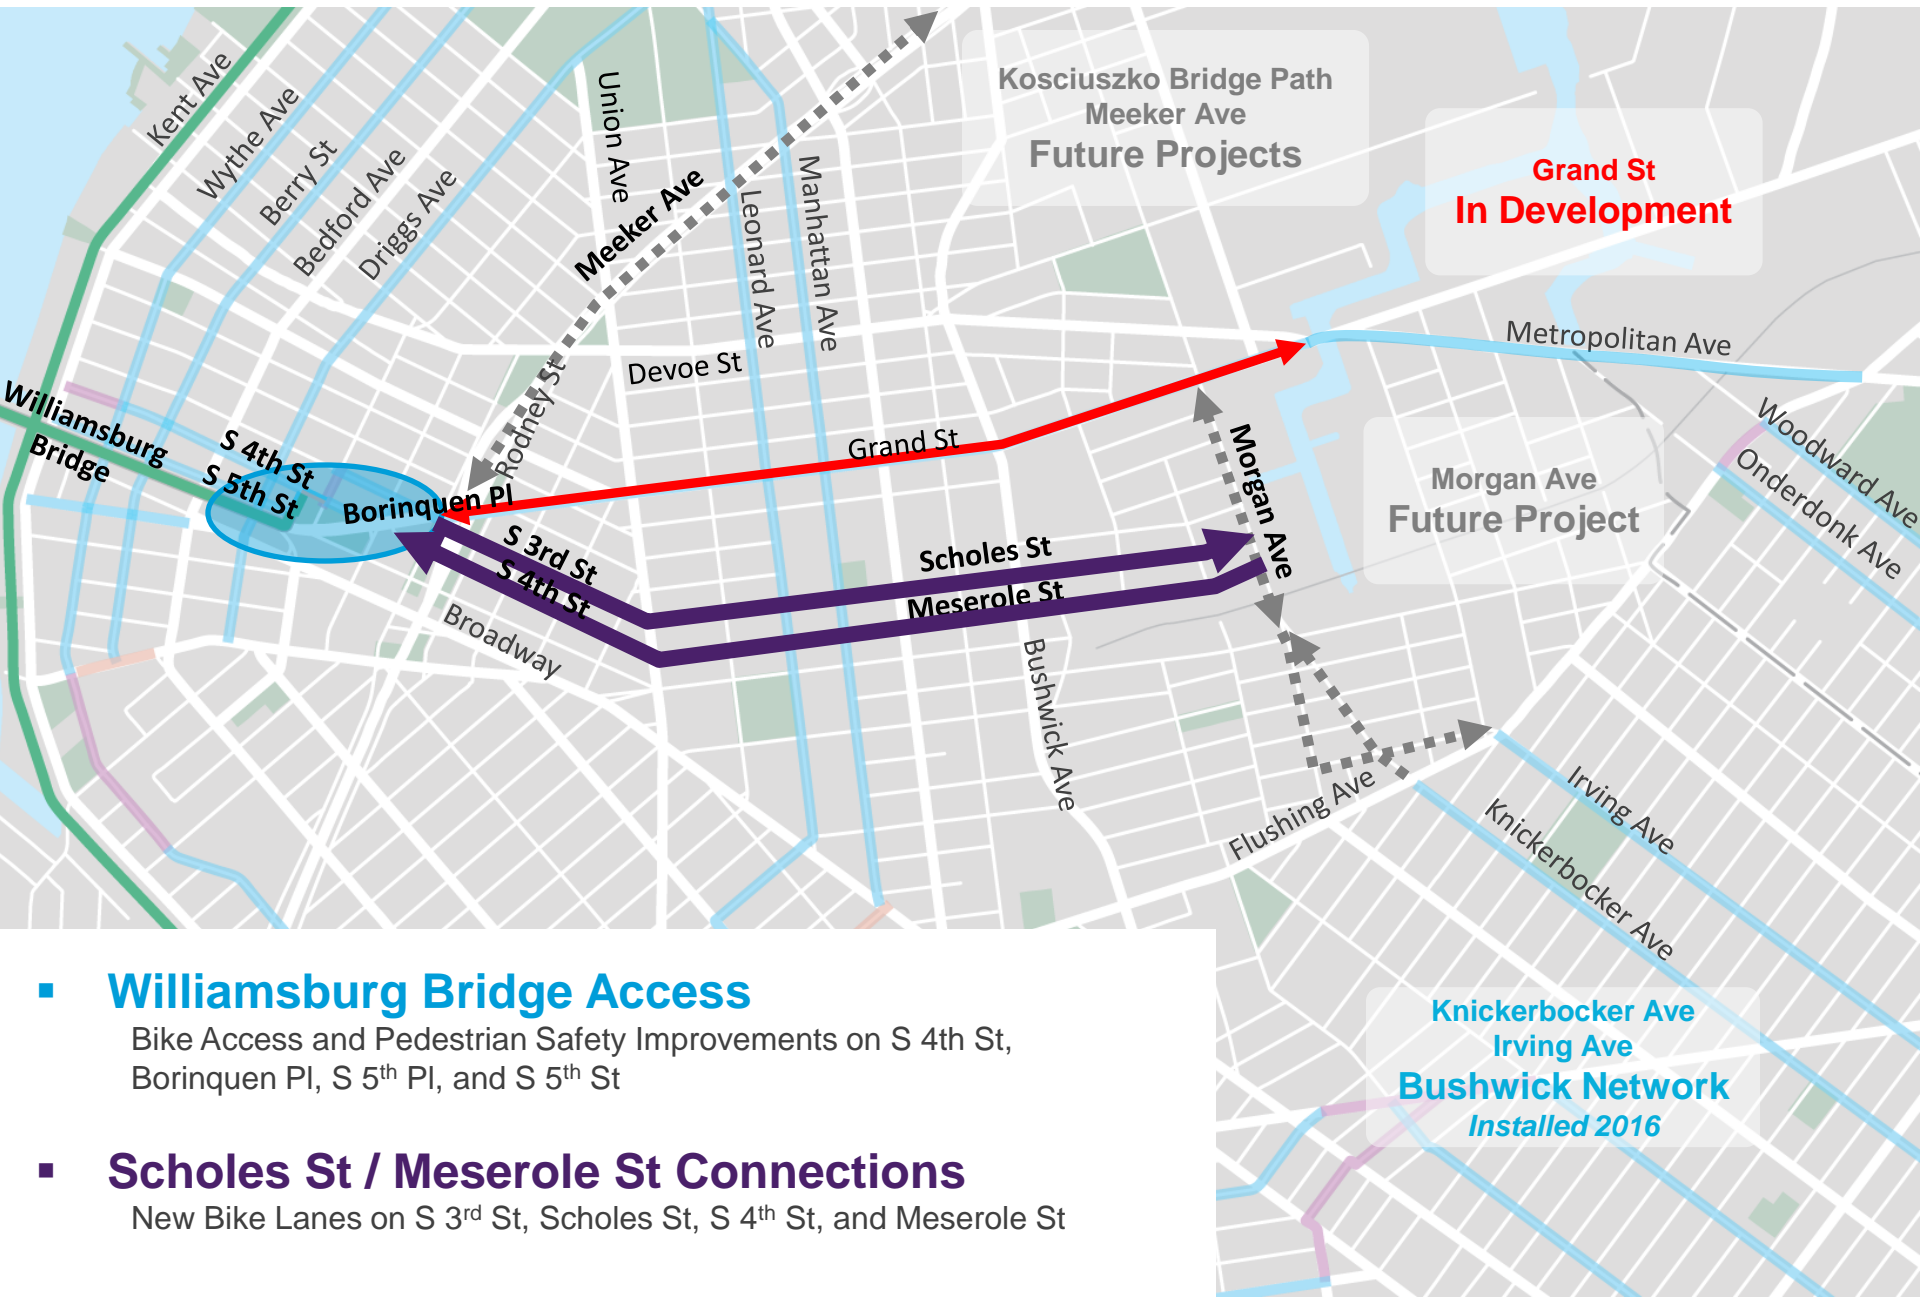 Kent Ave
Wythe Ave
Berry St
Bedford Ave
Driggs Ave
Union Ave
Meeker Ave
Leonard Ave
Manhattan Ave
Kosciuszko Bridge Path
Meeker Ave
Future Projects
Grand St
In Development
Metropolitan Ave
Devoe St
Rodney St
Grand St
Williamsburg
Bridge
S 4th St
S 5th St
Borinquen Pl
S 3rd St
S 4th St
Scholes St
Meserole St
Morgan Ave
Morgan Ave
Future Project
Woodward Ave
Onderdonk Ave
Broadway
Bushwick Ave
Flushing Ave
Irving Ave
Knickerbocker Ave
▪ Williamsburg Bridge Access
Bike Access and Pedestrian Safety Improvements on S 4th St,
Borinquen Pl, S 5th Pl, and S 5th St
▪ Scholes St / Meserole St Connections
New Bike Lanes on S 3rd St, Scholes St, S 4th St, and Meserole St
Knickerbocker Ave
Irving Ave
Bushwick Network
Installed 2016